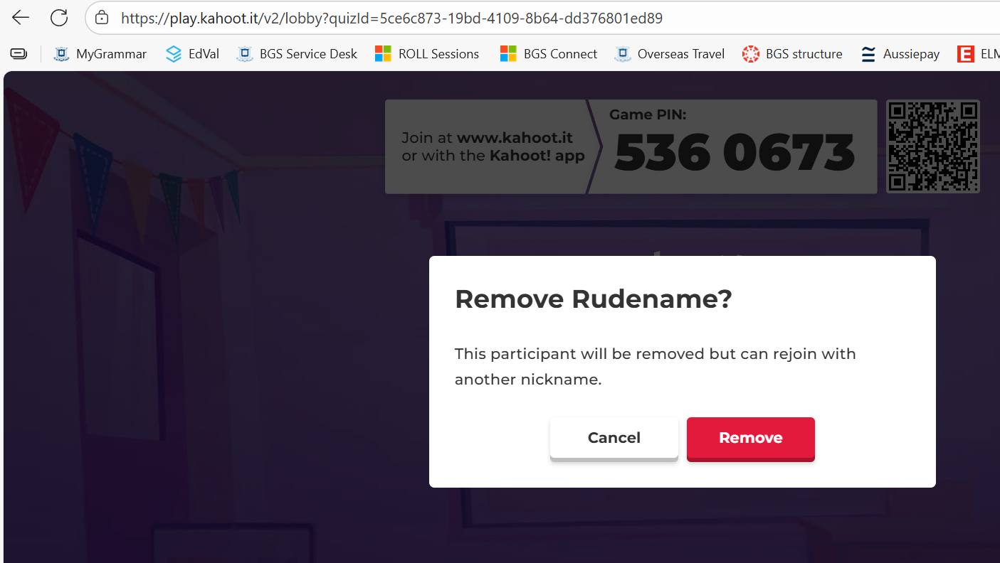 https://play.kahoot.it/v2/lobby?quizId=5ce6c873-19bd-4109-8b64-dd376801ed89
MyGrammar EdVal BGS Service Desk ROLL Sessions BGS Connect Overseas Travel BGS structure Aussiepay ELM
Join at www.kahoot.it
or with the Kahoot! app
Game PIN:
536 0673
Remove Rudename?
This participant will be removed but can rejoin with
another nickname.
Cancel Remove